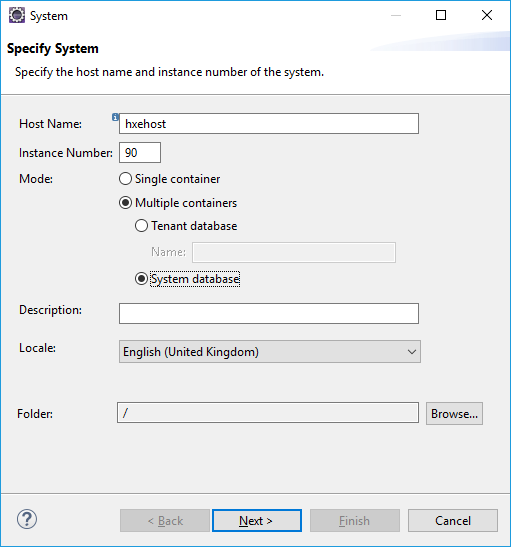 System
Specify System
Specify the host name and instance number of the system.
Host Name: hxehost
Instance Number: 90
Mode: Single container
Multiple containers
Tenant database
Name:
System database
Description:
Locale: English (United Kingdom)
Folder: / Browse...
? < Back Next > Finish Cancel